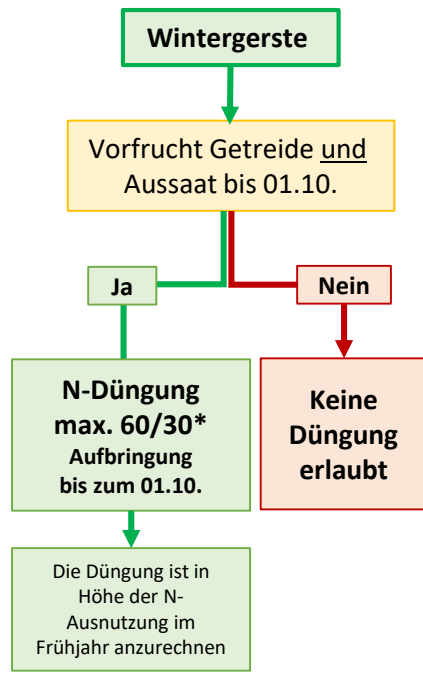 Wintergerste
Vorfrucht Getreide und
Aussaat bis 01.10.
Ja
Nein
N-Düngung
max. 60/30*
Aufbringung
bis zum 01.10.
Keine
Düngung
erlaubt
Die Düngung ist in
Höhe der N-
Ausnutzung im
Frühjahr anzurechnen